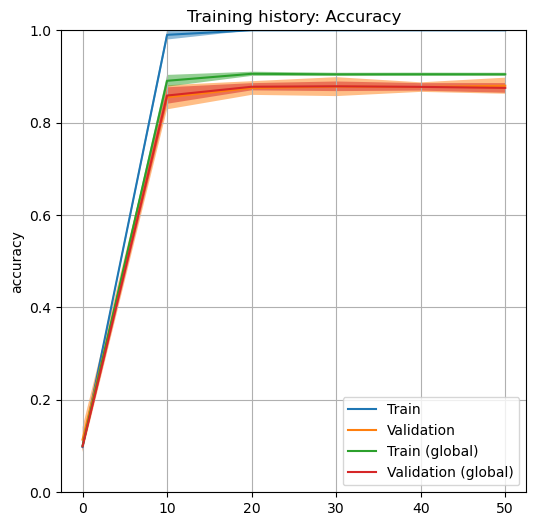 Training history: Accuracy
1.0
0.8
0.6
0.4
0.2
0.0
accuracy
0 10 20 30 40 50
Train
Validation
Train (global)
Validation (global)